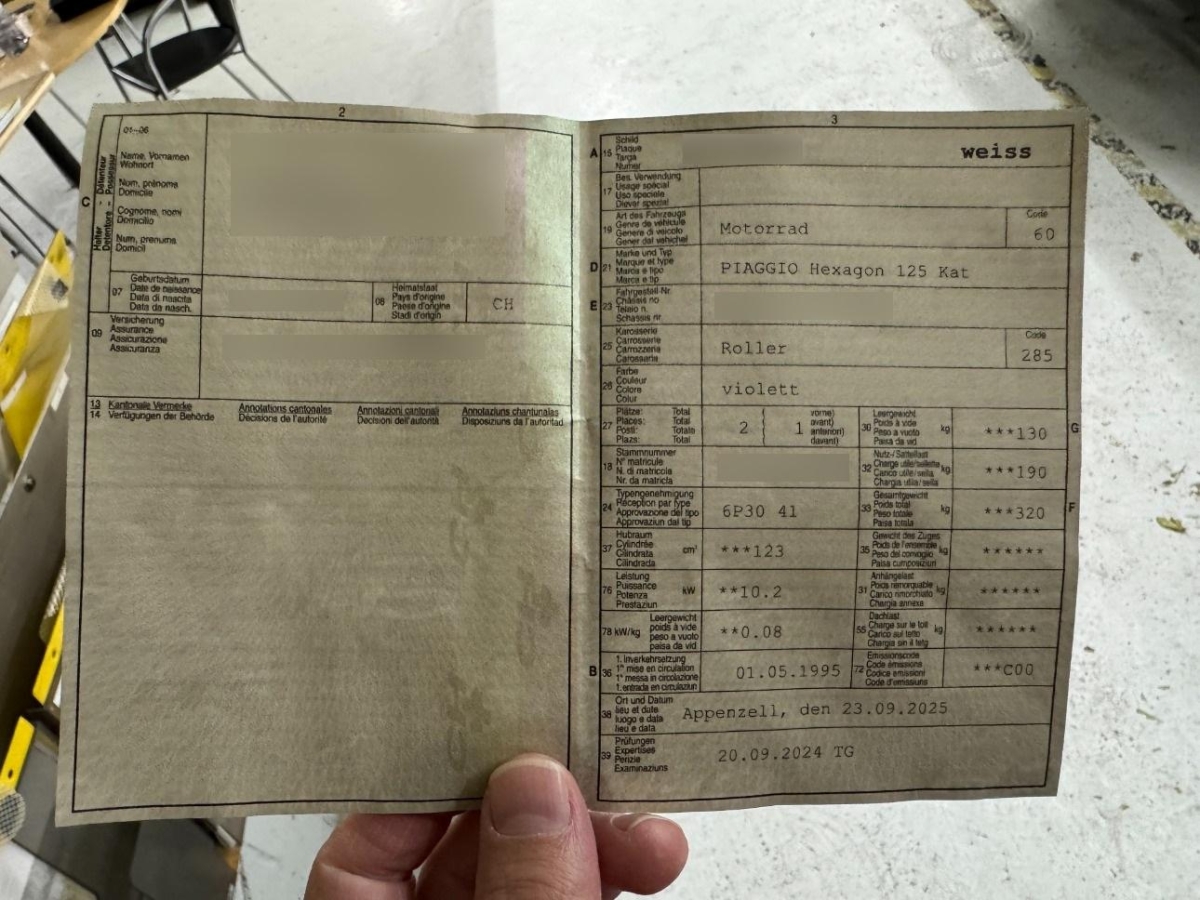 2
01–06
Halter - Détenteur
Detentore - Possessur
C
Name, Vornamen
Wohnort
Nom, prénoms
Domicile
Cognome, nomi
Domicilio
Num, prenums
Domicil
07
Geburtsdatum
Date de naissance
Data di nascita
Data da nasch.
08
Heimatstaat
Pays d'origine
Paese d'origine
Stadi d'origin
CH
09
Versicherung
Assurance
Assicurazione
Assicuranza
13
14
Kantonale Vermerke
Verfügungen der Behörde
Annotations cantonales
Décisions de l'autorité
Annotazioni cantonali
Decisioni dell'autorità
Annotaziuns chantunalas
Disposiziuns da l'autoritad
3
A 15
Schild
Plaque
Targa
Numer
weiss
17
Bes. Verwendung
Usage spécial
Uso speciale
Diever spezial
19
Art des Fahrzeugs
Genre de véhicule
Genere di veicolo
Gener dal vehichel
Motorrad
Code
60
D 21
Marke und Typ
Marque et type
Marca e tipo
Marca e tip
PIAGGIO Hexagon 125 Kat
E 23
Fahrgestell Nr.
Châssis no
Telaio n.
Schassis nr.
25
Karosserie
Carrosserie
Carrozzeria
Carossaria
Roller
Code
285
26
Farbe
Couleur
Colore
Colur
violett
27
Plätze: Total
Places: Total
Posti: Totale
Plazs: Total
2 { 1
vorne)
avant)
anteriori)
davant)
30
Leergewicht
Poids à vide
Peso a vuoto
Paisa da vid
kg
***130
G
18
Stammnummer
N° matricule
N. di matricola
Nr. da matricla
32
Nutz-/Sattellast
Charge utile/sellette
Carico utile/sella
Chargia utila/sella
kg
***190
24
Typengenehmigung
Réception par type
Approvazione del tipo
Approvaziun dal tip
6P30 41
33
Gesamtgewicht
Poids total
Peso totale
Paisa totala
kg
***320
F
37
Hubraum
Cylindrée
Cilindrata
Cilindrada
cm³
***123
35
Gewicht des Zuges
Poids de l'ensemble
Peso del convoglio
Paisa cumposiziun
kg
******
76
Leistung
Puissance
Potenza
Prestaziun
kW
**10.2
31
Anhängelast
Poids remorquable
Carico rimorchiato
Chargia annexa
kg
******
78 kW/kg
Leergewicht
poids à vide
peso a vuoto
paisa da vid
**0.08
55
Dachlast
Charge sur le toit
Carico sul tetto
Chargia sin il tetg
kg
******
B 36
1. Inverkehrsetzung
1re mise en circulation
1a messa in circolazione
1. entrada en circulaziun
01.05.1995
72
Emissionscode
Code émissions
Codice emissioni
Code d'emissiuns
***C00
38
Ort und Datum
lieu et date
luogo e data
lieu e data
Appenzell, den 23.09.2025
39
Prüfungen
Expertises
Perizie
Examinaziuns
20.09.2024 TG